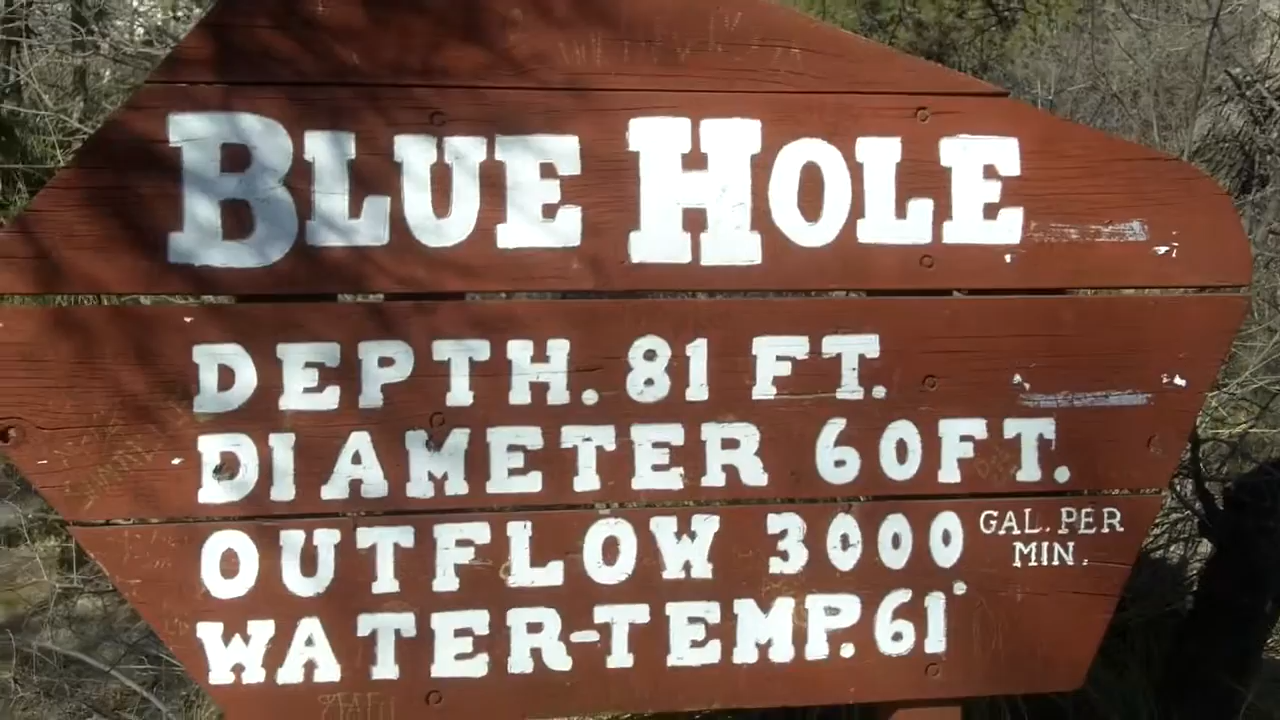 BLUE HOLE
DEPTH. 81 FT.
DIAMETER 60FT.
OUTFLOW 3000 GAL. PER MIN.
WATER-TEMP. 61°